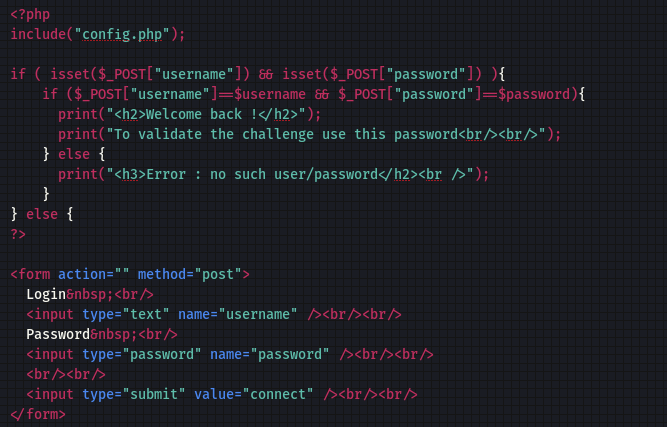 <?php
include("config.php");
if ( isset($_POST["username"]) && isset($_POST["password"]) ){
if ($_POST["username"]==$username && $_POST["password"]==$password){
print("<h2>Welcome back !</h2>");
print("To validate the challenge use this password<br/><br/>");
} else {
print("<h3>Error : no such user/password</h2><br />");
}
} else {
?>
<form action="" method="post">
Login&nbsp;<br/>
<input type="text" name="username" /><br/><br/>
Password&nbsp;<br/>
<input type="password" name="password" /><br/><br/>
<br/><br/>
<input type="submit" value="connect" /><br/><br/>
</form>